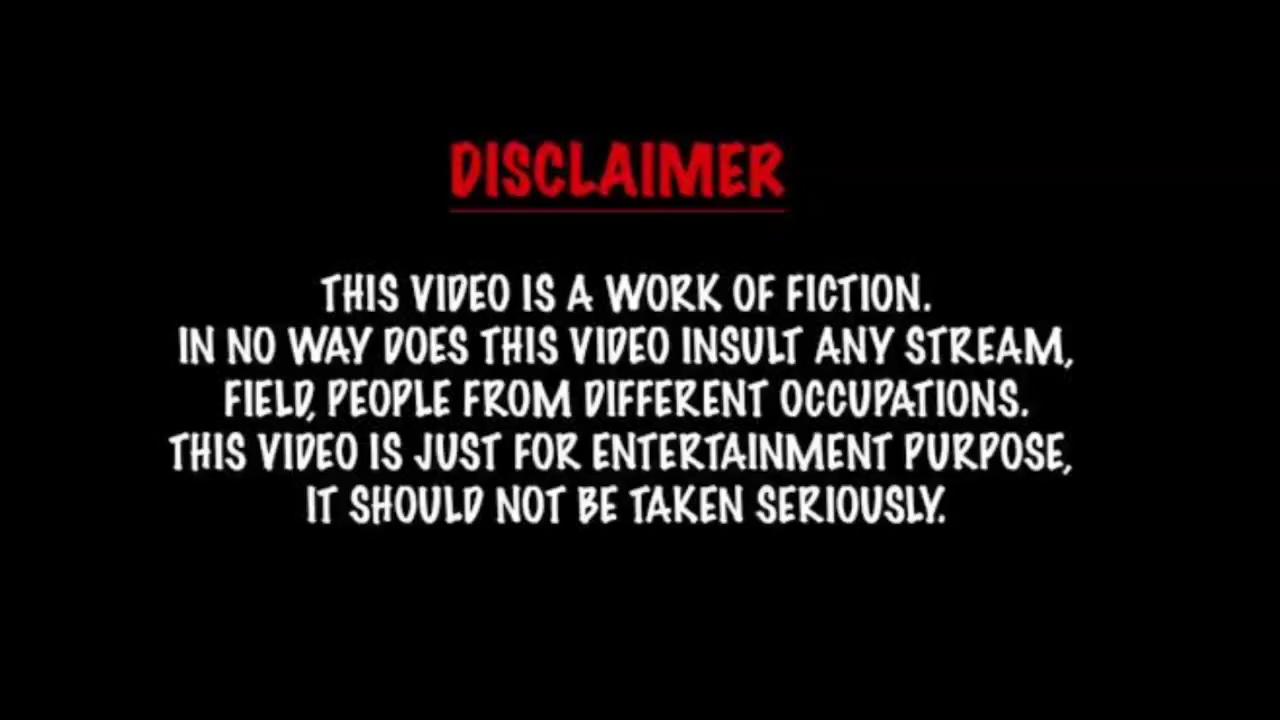 DISCLAIMER
THIS VIDEO IS A WORK OF FICTION.
IN NO WAY DOES THIS VIDEO INSULT ANY STREAM,
FIELD, PEOPLE FROM DIFFERENT OCCUPATIONS.
THIS VIDEO IS JUST FOR ENTERTAINMENT PURPOSE,
IT SHOULD NOT BE TAKEN SERIOUSLY.